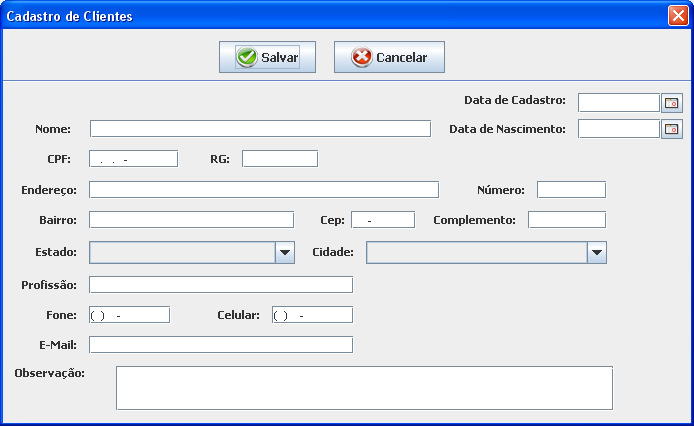 Cadastro de Clientes
Salvar Cancelar
Data de Cadastro:
Nome: Data de Nascimento:
CPF: . . - RG:
Endereço: Número:
Bairro: Cep: - Complemento:
Estado: Cidade:
Profissão:
Fone: ( ) - Celular: ( ) -
E-Mail:
Observação: